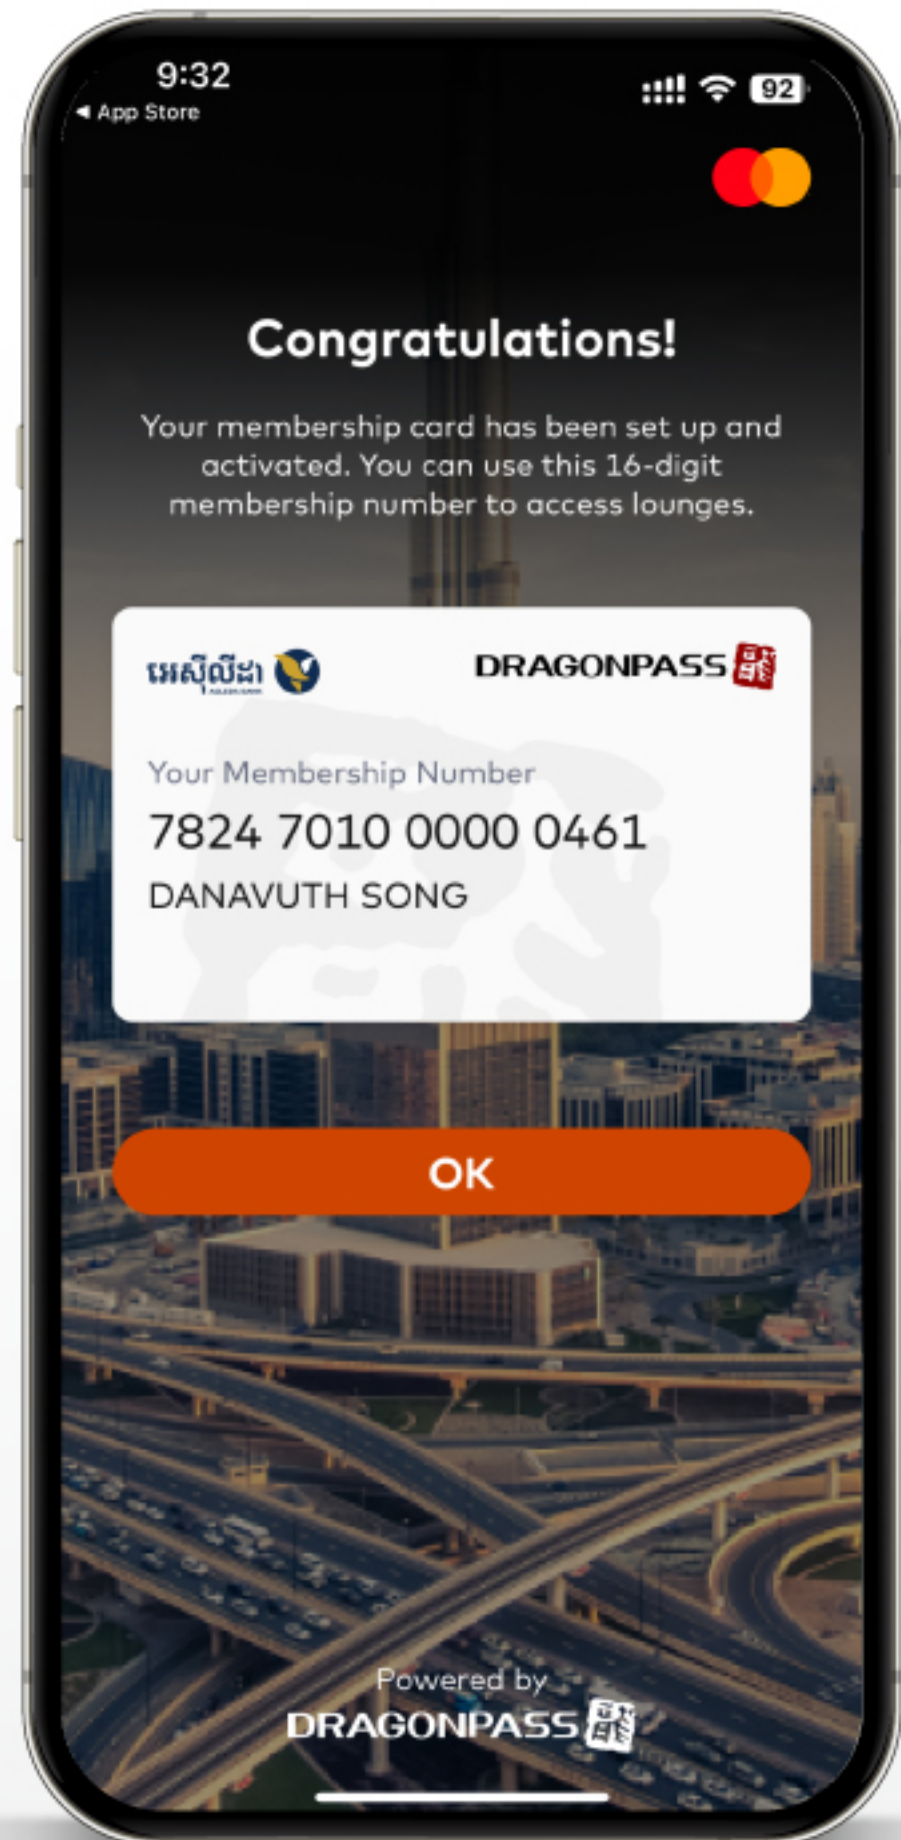 9:32
92
◀ App Store
Congratulations!
Your membership card has been set up and
activated. You can use this 16-digit
membership number to access lounges.
អេស៊ីលីដា
DRAGONPASS
Your Membership Number
7824 7010 0000 0461
DANAVUTH SONG
OK
Powered by
DRAGONPASS